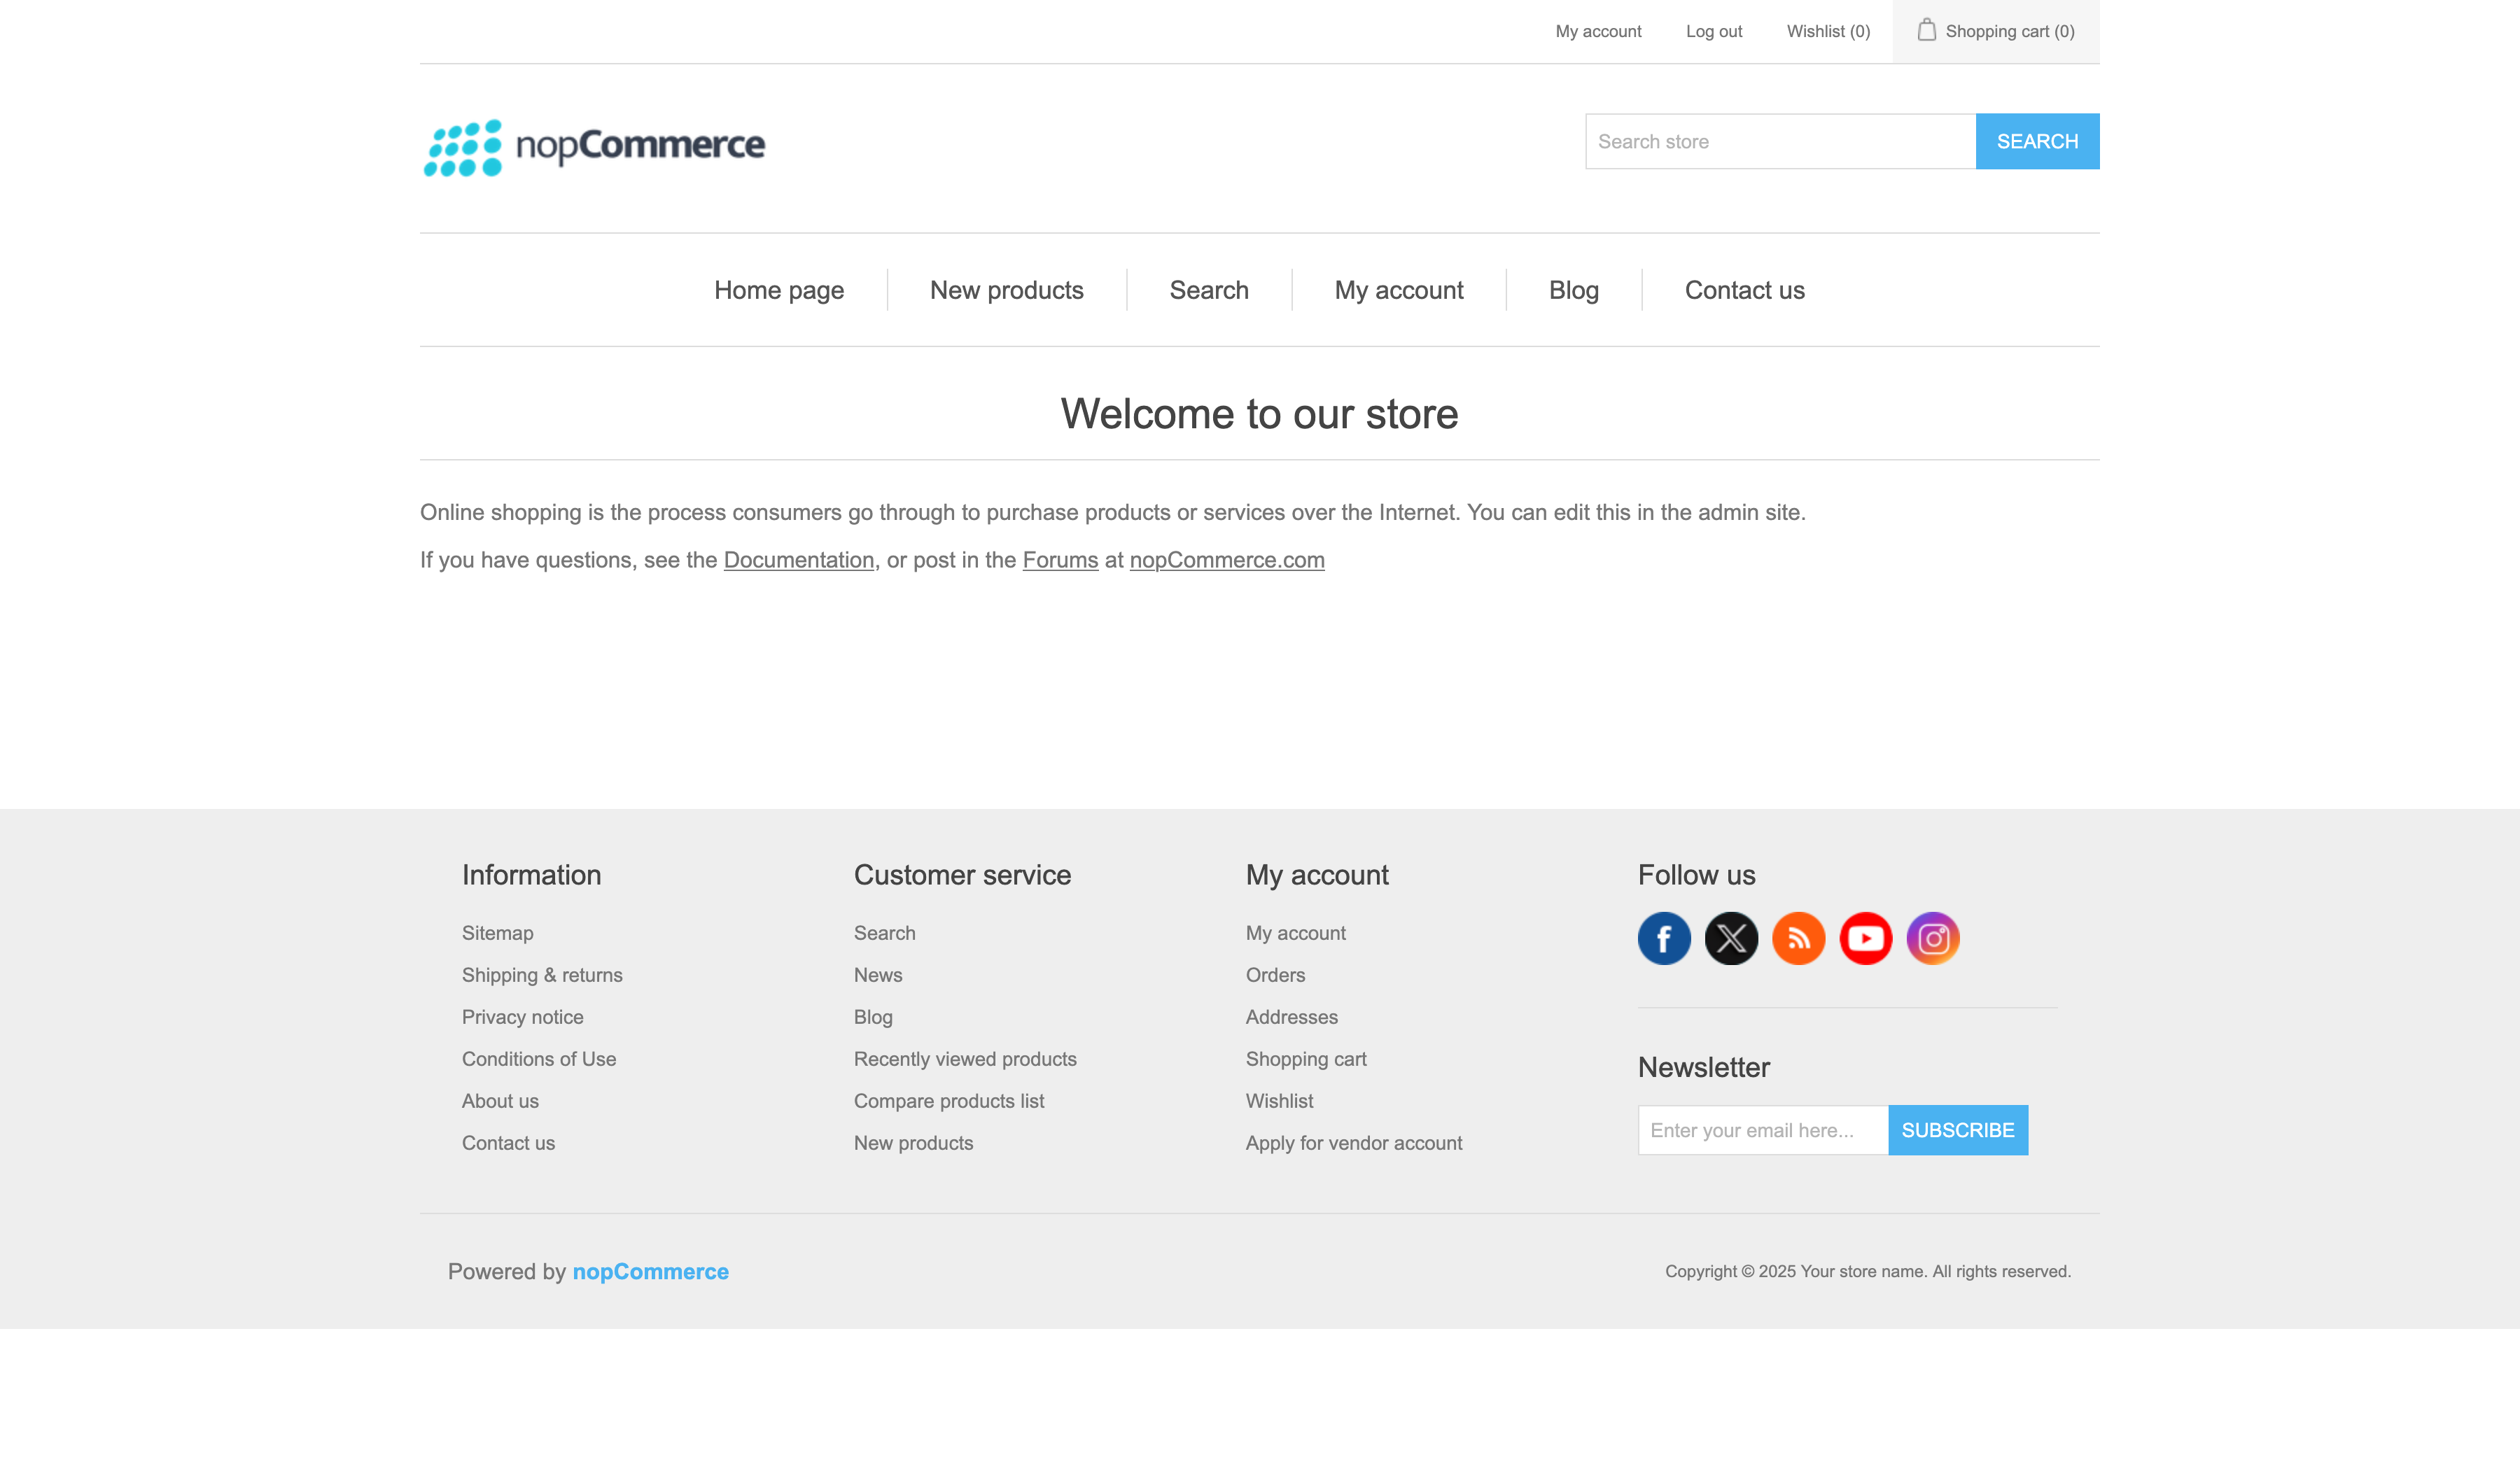 My account Log out Wishlist (0) Shopping cart (0)
nopCommerce
Search store SEARCH
Home page New products Search My account Blog Contact us
Welcome to our store
Online shopping is the process consumers go through to purchase products or services over the Internet. You can edit this in the admin site.
If you have questions, see the Documentation, or post in the Forums at nopCommerce.com
Information
Sitemap
Shipping & returns
Privacy notice
Conditions of Use
About us
Contact us
Customer service
Search
News
Blog
Recently viewed products
Compare products list
New products
My account
My account
Orders
Addresses
Shopping cart
Wishlist
Apply for vendor account
Follow us
Newsletter
Enter your email here... SUBSCRIBE
Powered by nopCommerce
Copyright © 2025 Your store name. All rights reserved.